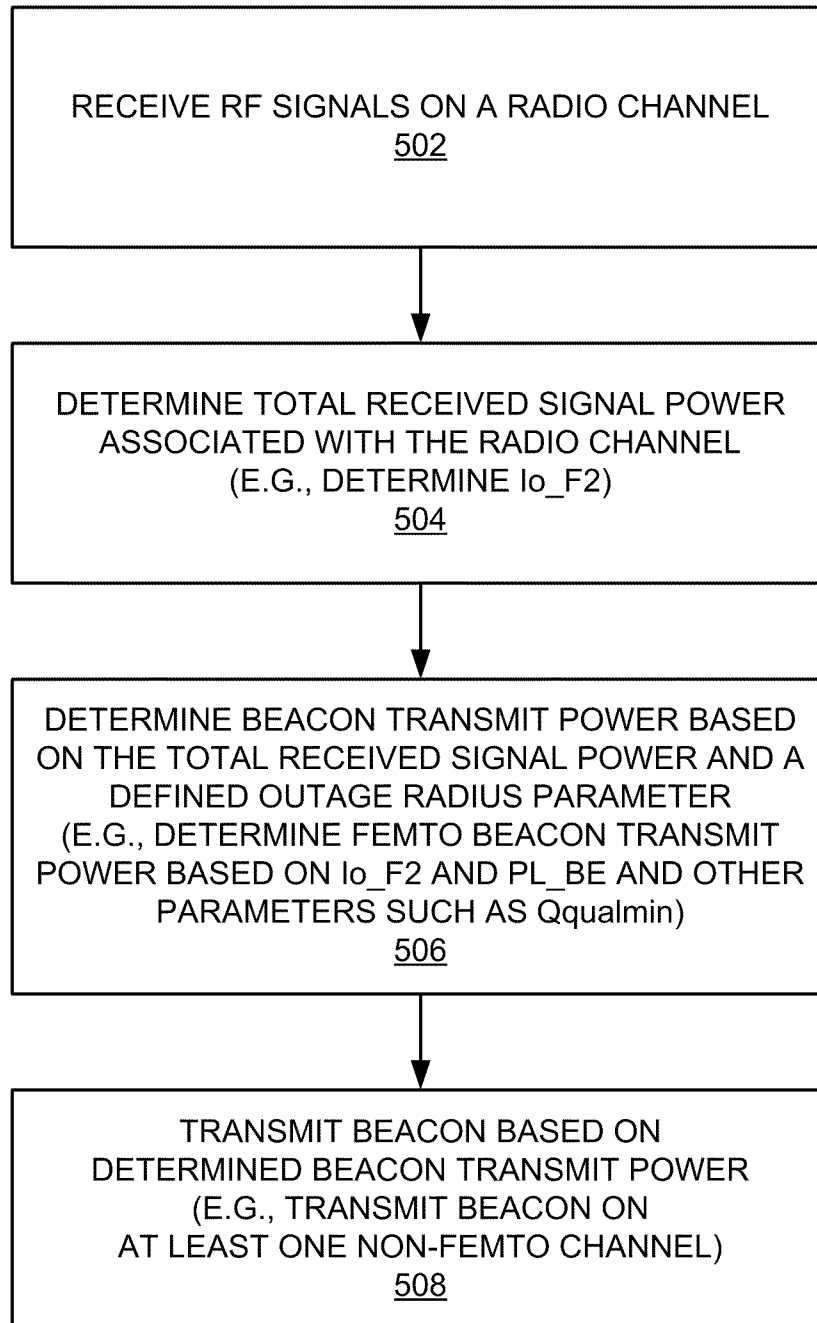 RECEIVE RF SIGNALS ON A RADIO CHANNEL
502
DETERMINE TOTAL RECEIVED SIGNAL POWER
ASSOCIATED WITH THE RADIO CHANNEL
(E.G., DETERMINE Io_F2)
504
DETERMINE BEACON TRANSMIT POWER BASED
ON THE TOTAL RECEIVED SIGNAL POWER AND A
DEFINED OUTAGE RADIUS PARAMETER
(E.G., DETERMINE FEMTO BEACON TRANSMIT
POWER BASED ON Io_F2 AND PL_BE AND OTHER
PARAMETERS SUCH AS Qqualmin)
506
TRANSMIT BEACON BASED ON
DETERMINED BEACON TRANSMIT POWER
(E.G., TRANSMIT BEACON ON
AT LEAST ONE NON-FEMTO CHANNEL)
508